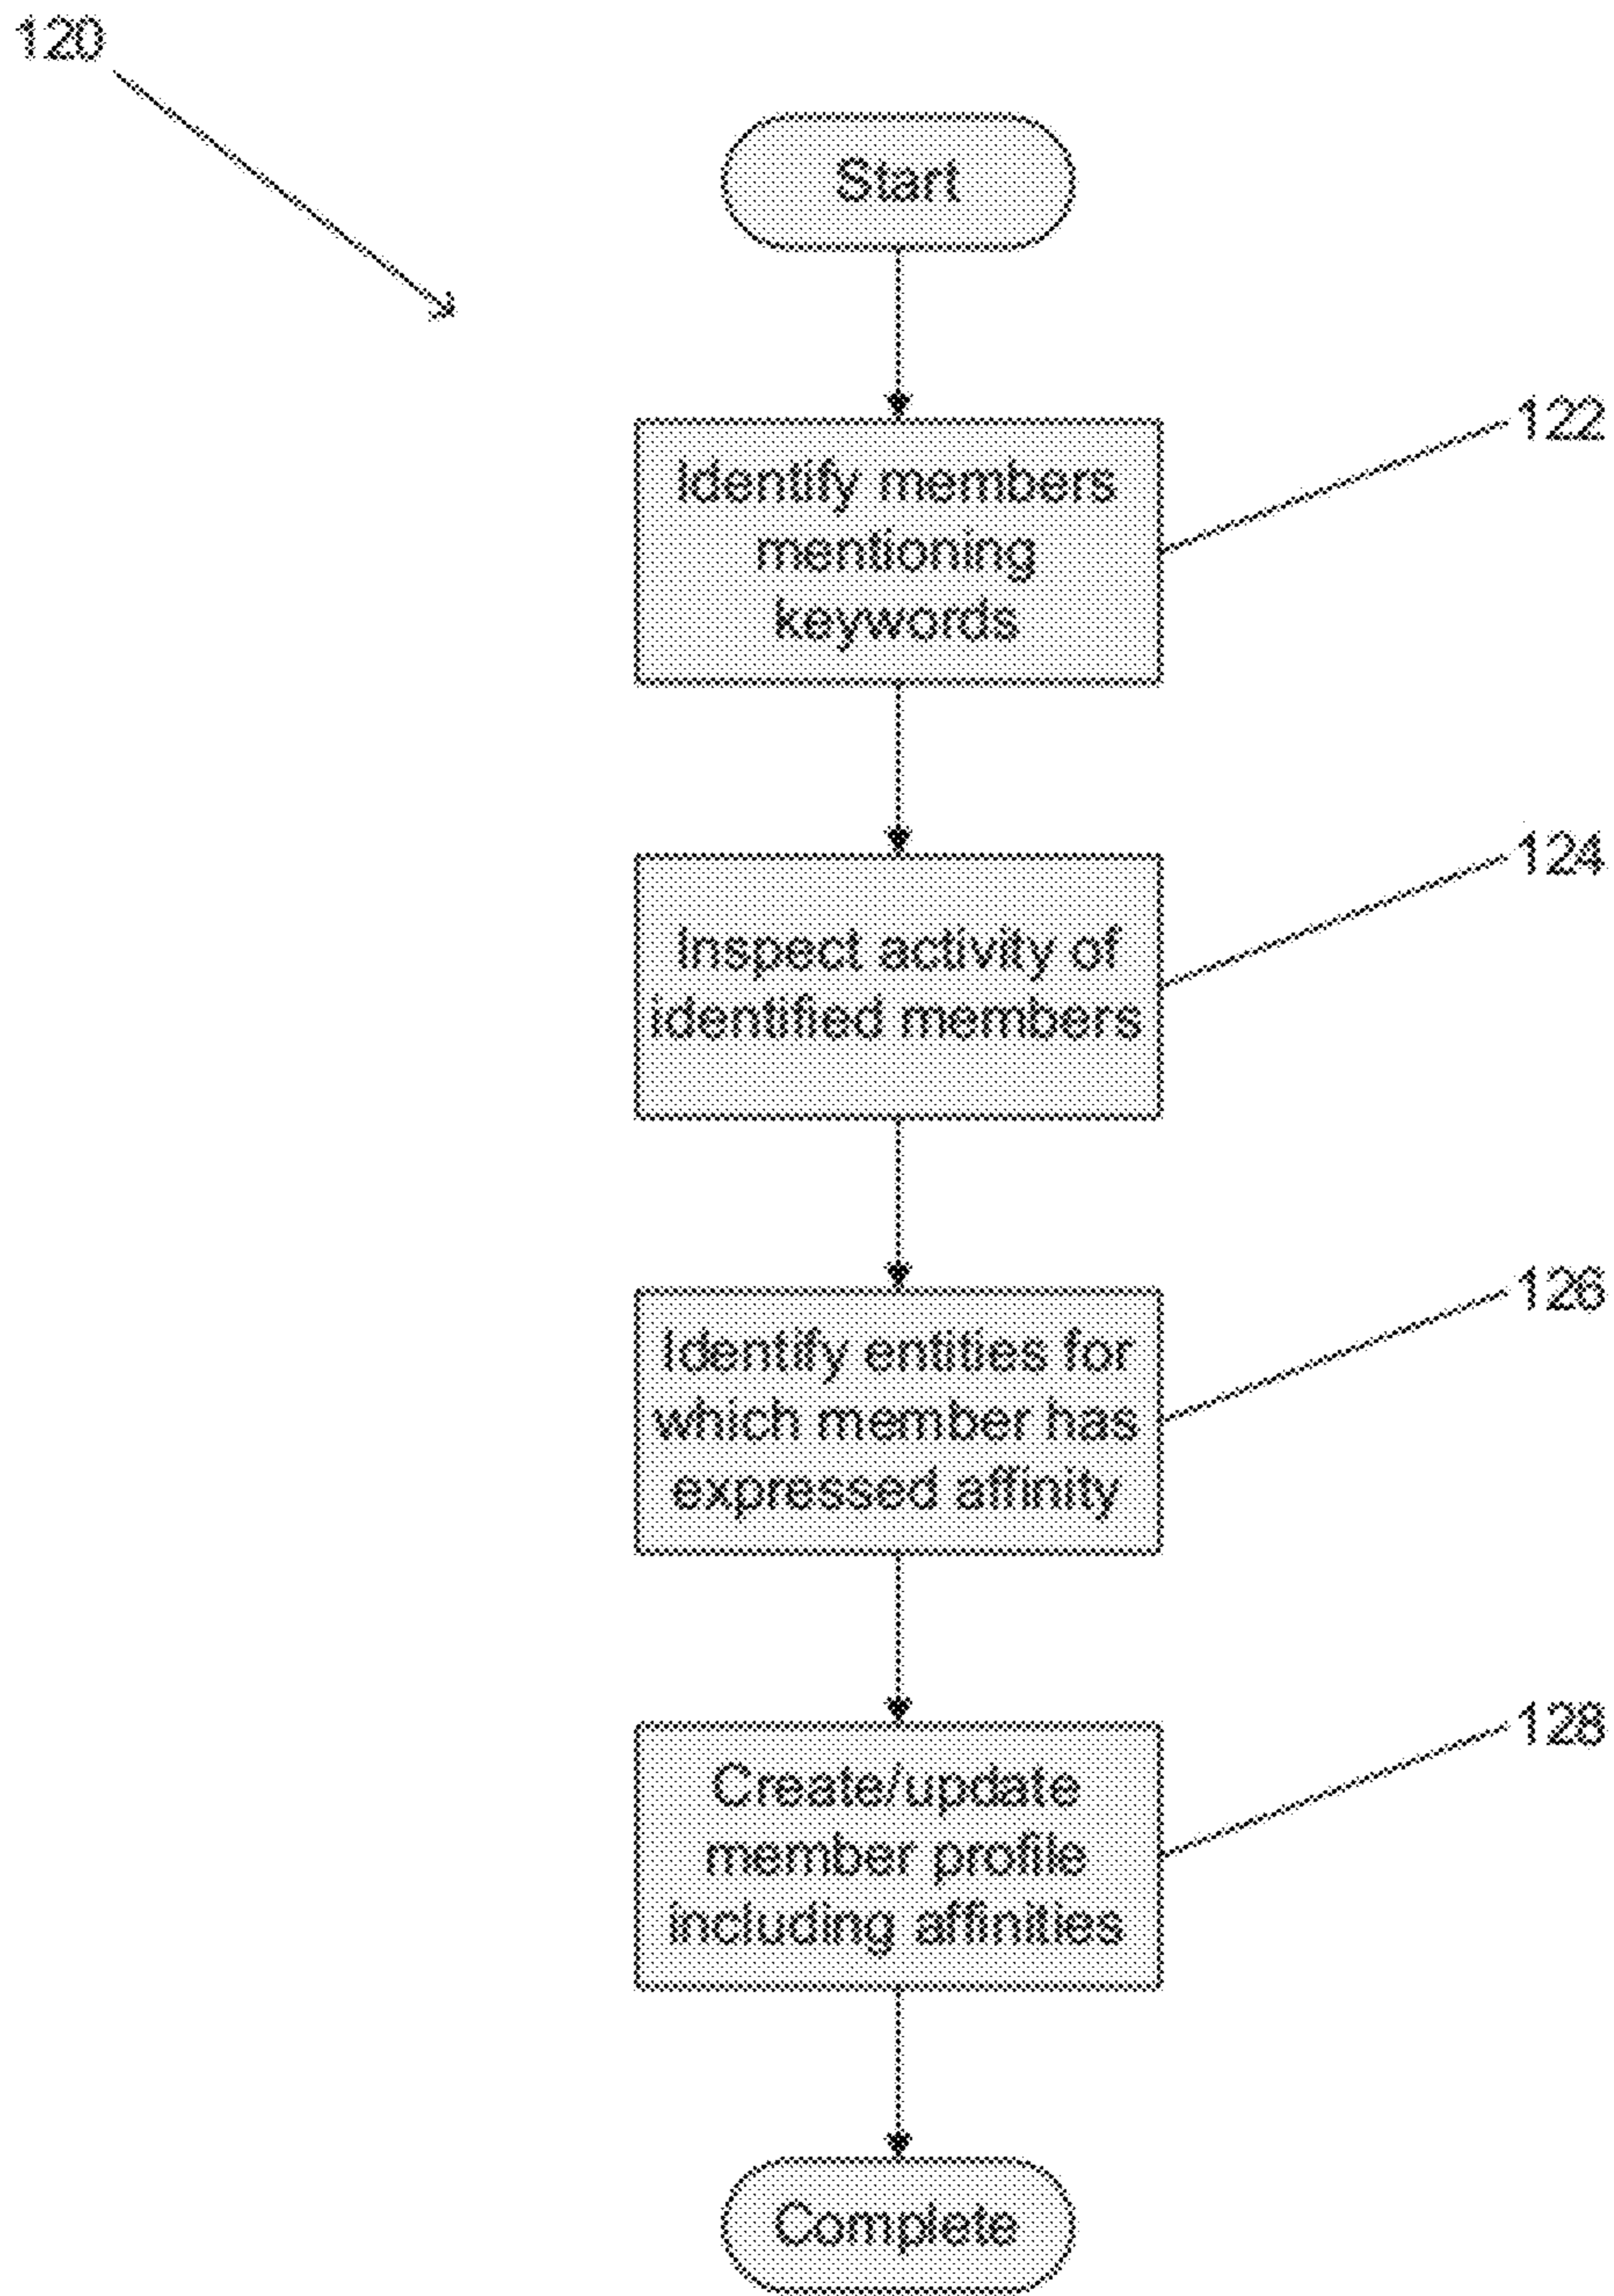 120
Start
Identify members
mentioning
keywords
122
Inspect activity of
identified members
124
Identify entities for
which member has
expressed affinity
126
Create/update
member profile
including affinities
128
Complete